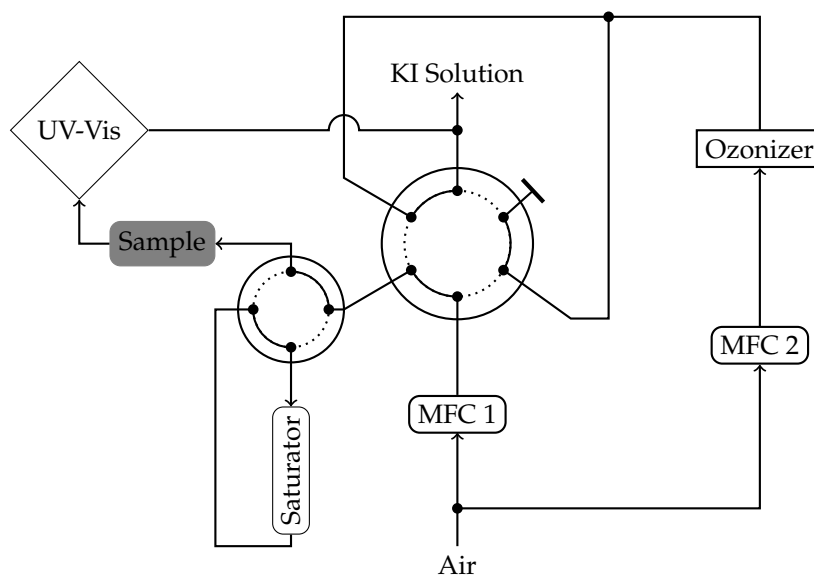 KI Solution
UV-Vis
Ozonizer
Sample
MFC 2
MFC 1
Saturator
Air